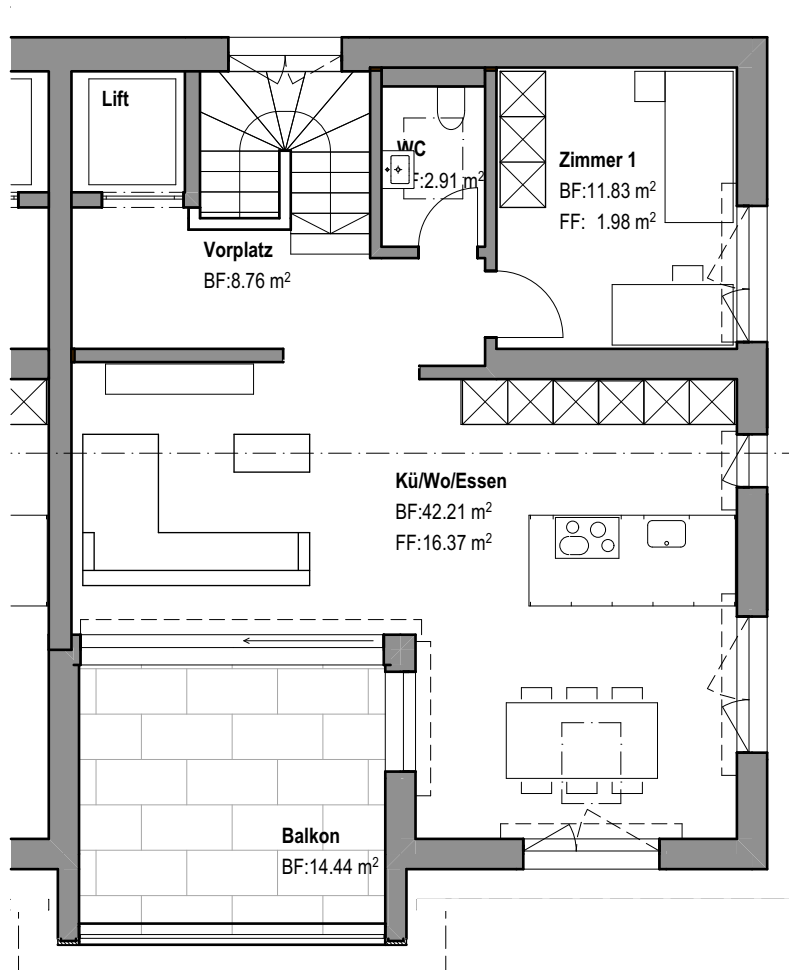 Lift
WC
:2.91 m²
Zimmer 1
BF:11.83 m²
FF: 1.98 m²
Vorplatz
BF:8.76 m²
Kü/Wo/Essen
BF:42.21 m²
FF:16.37 m²
Balkon
BF:14.44 m²